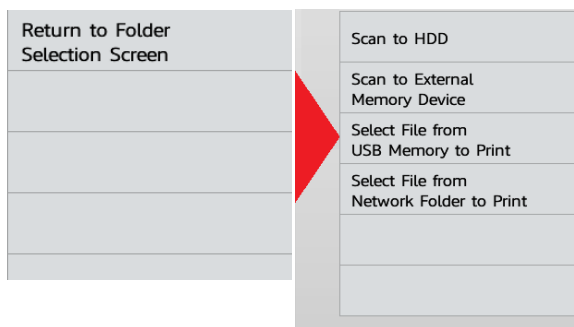 Return to Folder
Selection Screen
Scan to HDD
Scan to External
Memory Device
Select File from
USB Memory to Print
Select File from
Network Folder to Print